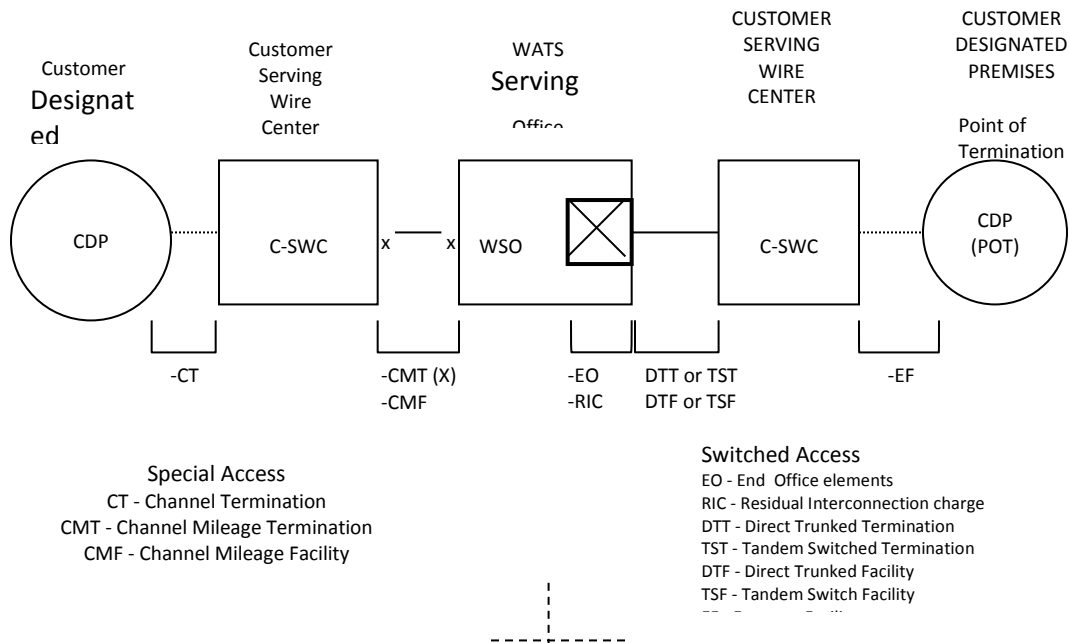 Customer
Designat
ed
Customer
Serving
Wire
Center
WATS
Serving
Office
CUSTOMER
SERVING
WIRE
CENTER
CUSTOMER
DESIGNATED
PREMISES
Point of
Termination
CDP
C-SWC
x
x
WSO
C-SWC
CDP
(POT)
-CT
-CMT (X)
-CMF
-EO
-RIC
DTT or TST
DTF or TSF
-EF
Special Access
CT - Channel Termination
CMT - Channel Mileage Termination
CMF - Channel Mileage Facility
Switched Access
EO - End Office elements
RIC - Residual Interconnection charge
DTT - Direct Trunked Termination
TST - Tandem Switched Termination
DTF - Direct Trunked Facility
TSF - Tandem Switch Facility